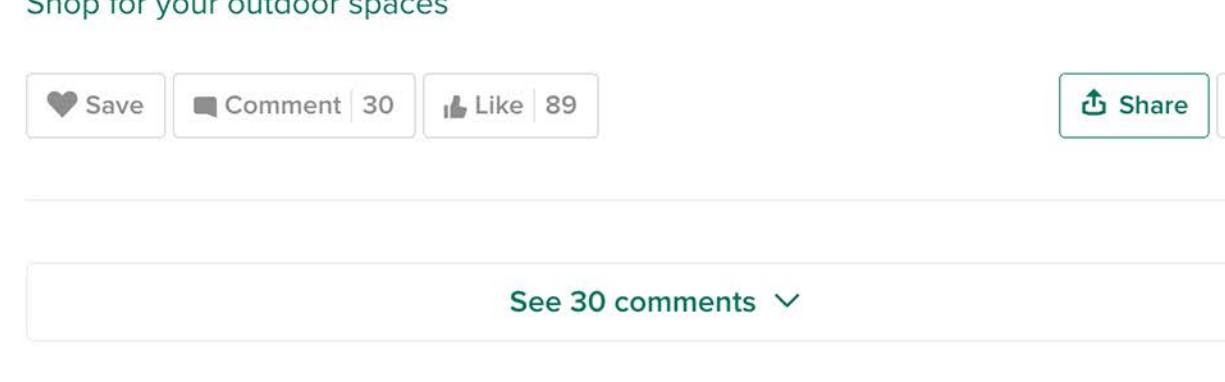 Shop for your outdoor spaces
Save Comment 30 Like 89 Share
See 30 comments